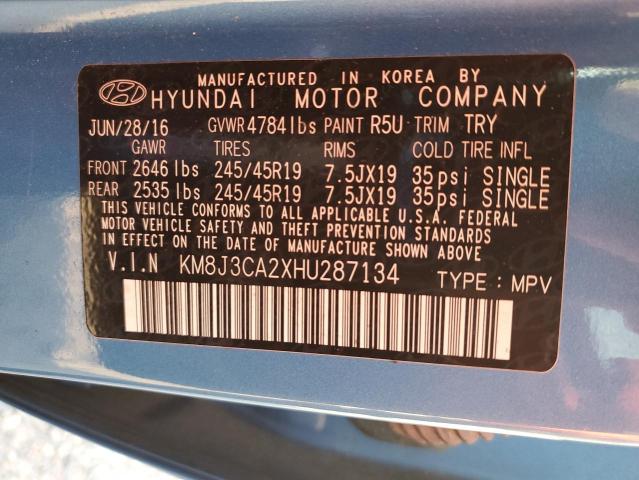 MANUFACTURED IN KOREA BY
HYUNDAI MOTOR COMPANY
JUN/28/16 GVWR 4784lbs PAINT R5U TRIM TRY
GAWR TIRES RIMS COLD TIRE INFL
FRONT 2646 lbs 245/45R19 7.5JX19 35psi SINGLE
REAR 2535 lbs 245/45R19 7.5JX19 35psi SINGLE
THIS VEHICLE CONFORMS TO ALL APPLICABLE U.S.A. FEDERAL
MOTOR VEHICLE SAFETY AND THEFT PREVENTION STANDARDS
IN EFFECT ON THE DATE OF MANUFACTURE SHOWN ABOVE.
V.I.N KM8J3CA2XHU287134 TYPE : MPV